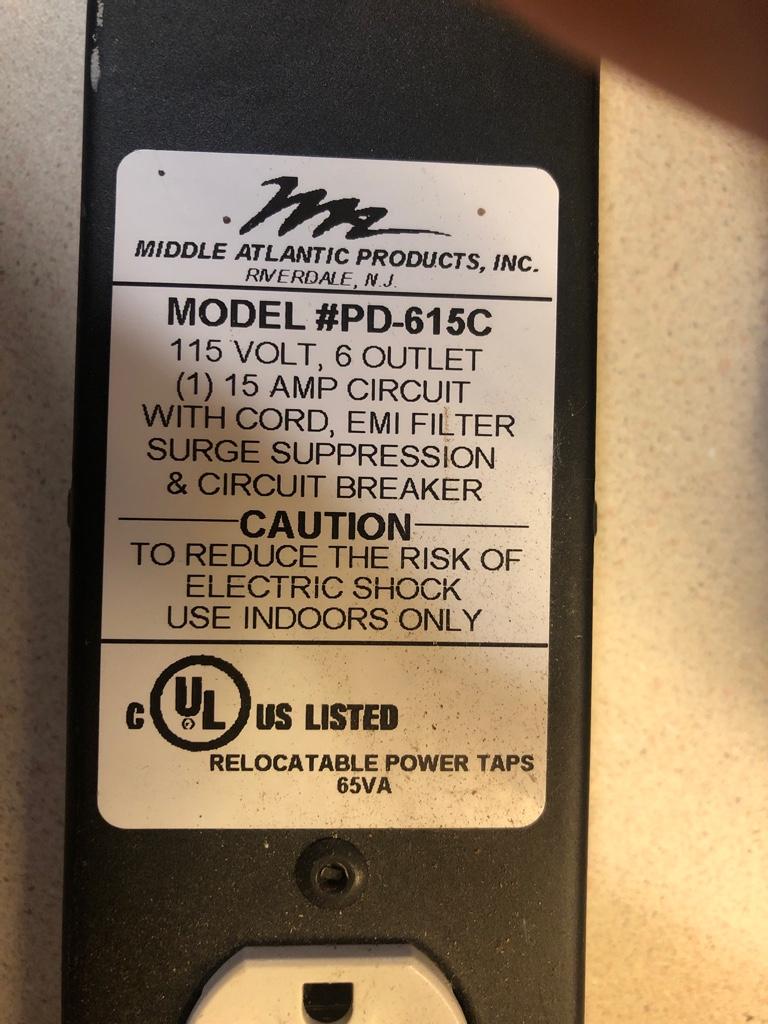 MIDDLE ATLANTIC PRODUCTS, INC.
RIVERDALE, N.J.
MODEL #PD-615C
115 VOLT, 6 OUTLET
(1) 15 AMP CIRCUIT
WITH CORD, EMI FILTER
SURGE SUPPRESSION
& CIRCUIT BREAKER
CAUTION
TO REDUCE THE RISK OF
ELECTRIC SHOCK
USE INDOORS ONLY
C UL US LISTED
RELOCATABLE POWER TAPS
65VA